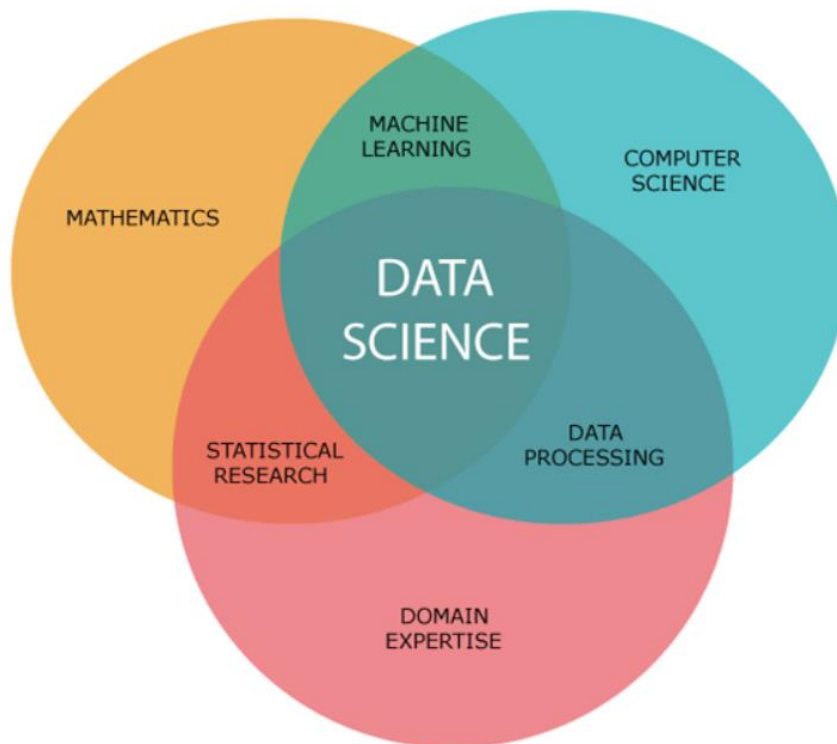 MACHINE
LEARNING
COMPUTER
SCIENCE
MATHEMATICS
DATA
SCIENCE
STATISTICAL
RESEARCH
DATA
PROCESSING
DOMAIN
EXPERTISE